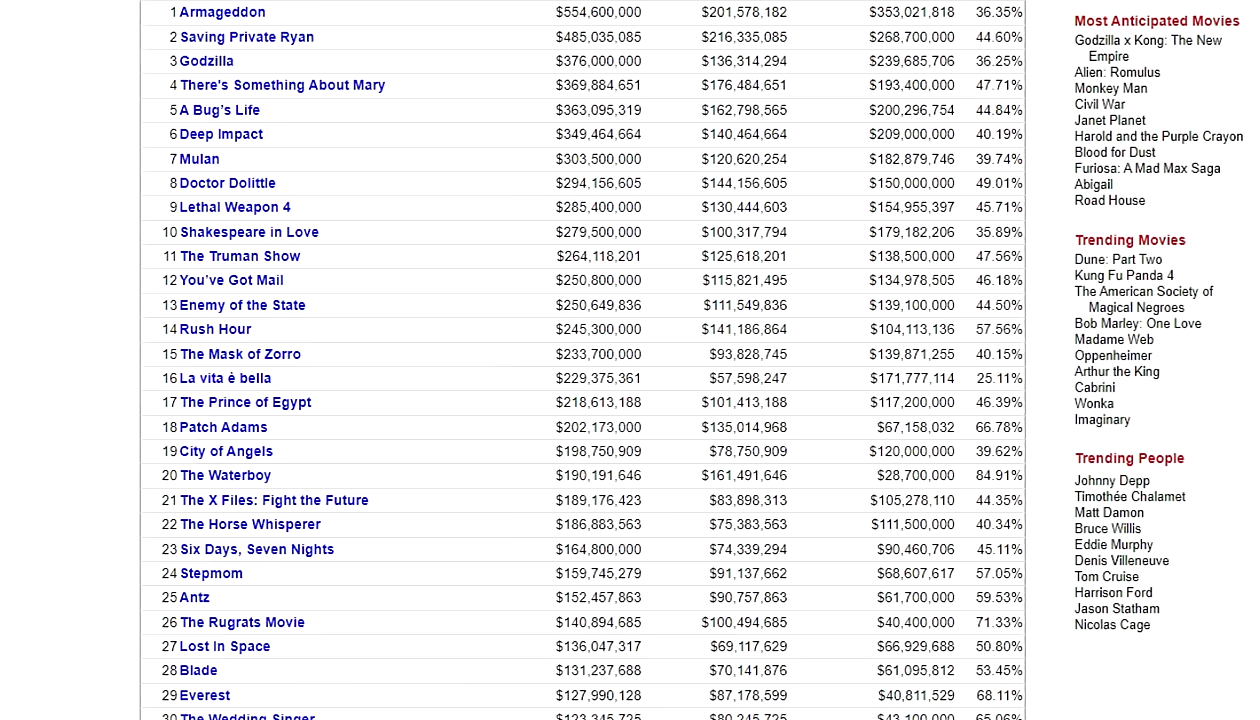 1 Armageddon $554,600,000 $201,578,182 $353,021,818 36.35%
2 Saving Private Ryan $485,035,085 $216,335,085 $268,700,000 44.60%
3 Godzilla $376,000,000 $136,314,294 $239,685,706 36.25%
4 There's Something About Mary $369,884,651 $176,484,651 $193,400,000 47.71%
5 A Bug's Life $363,095,319 $162,798,565 $200,296,754 44.84%
6 Deep Impact $349,464,664 $140,464,664 $209,000,000 40.19%
7 Mulan $303,500,000 $120,620,254 $182,879,746 39.74%
8 Doctor Dolittle $294,156,605 $144,156,605 $150,000,000 49.01%
9 Lethal Weapon 4 $285,400,000 $130,444,603 $154,955,397 45.71%
10 Shakespeare in Love $279,500,000 $100,317,794 $179,182,206 35.89%
11 The Truman Show $264,118,201 $125,618,201 $138,500,000 47.56%
12 You've Got Mail $250,800,000 $115,821,495 $134,978,505 46.18%
13 Enemy of the State $250,649,836 $111,549,836 $139,100,000 44.50%
14 Rush Hour $245,300,000 $141,186,864 $104,113,136 57.56%
15 The Mask of Zorro $233,700,000 $93,828,745 $139,871,255 40.15%
16 La vita è bella $229,375,361 $57,598,247 $171,777,114 25.11%
17 The Prince of Egypt $218,613,188 $101,413,188 $117,200,000 46.39%
18 Patch Adams $202,173,000 $135,014,968 $67,158,032 66.78%
19 City of Angels $198,750,909 $78,750,909 $120,000,000 39.62%
20 The Waterboy $190,191,646 $161,491,646 $28,700,000 84.91%
21 The X Files: Fight the Future $189,176,423 $83,898,313 $105,278,110 44.35%
22 The Horse Whisperer $186,883,563 $75,383,563 $111,500,000 40.34%
23 Six Days, Seven Nights $164,800,000 $74,339,294 $90,460,706 45.11%
24 Stepmom $159,745,279 $91,137,662 $68,607,617 57.05%
25 Antz $152,457,863 $90,757,863 $61,700,000 59.53%
26 The Rugrats Movie $140,894,685 $100,494,685 $40,400,000 71.33%
27 Lost In Space $136,047,317 $69,117,629 $66,929,688 50.80%
28 Blade $131,237,688 $70,141,876 $61,095,812 53.45%
29 Everest $127,990,128 $87,178,599 $40,811,529 68.11%
30 The Wedding Singer $123,345,725 $80,245,725 $43,100,000 65.06%
Most Anticipated Movies
Godzilla x Kong: The New
Empire
Alien: Romulus
Monkey Man
Civil War
Janet Planet
Harold and the Purple Crayon
Blood for Dust
Furiosa: A Mad Max Saga
Abigail
Road House
Trending Movies
Dune: Part Two
Kung Fu Panda 4
The American Society of
Magical Negroes
Bob Marley: One Love
Madame Web
Oppenheimer
Arthur the King
Cabrini
Wonka
Imaginary
Trending People
Johnny Depp
Timothée Chalamet
Matt Damon
Bruce Willis
Eddie Murphy
Denis Villeneuve
Tom Cruise
Harrison Ford
Jason Statham
Nicolas Cage